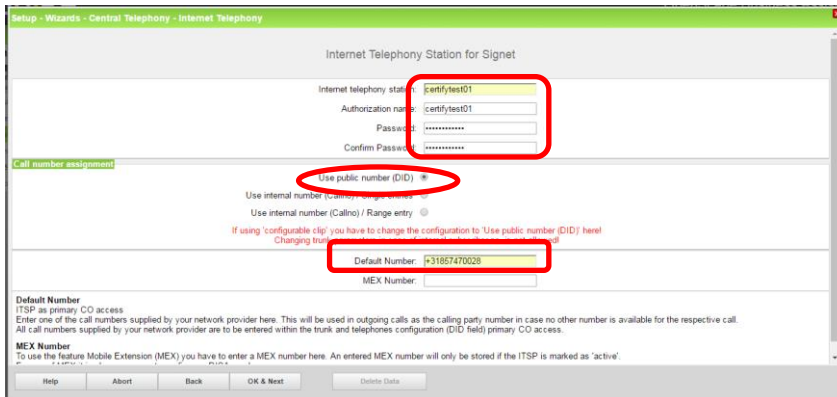 Setup - Wizards - Central Telephony - Internet Telephony
Internet Telephony Station for Signet
Internet telephony station: certifytest01
Authorization name: certifytest01
Password: ••••••••••••
Confirm Password: ••••••••••••
Call number assignment
Use public number (DID)
Use internal number (Callno) / Single entries
Use internal number (Callno) / Range entry
If using 'configurable clip' you have to change the configuration to 'Use public number (DID)' here!
Changing trunk parameters in case of
Default Number: +31857470028
MEX Number:
Default Number
ITSP as primary CO access
Enter one of the call numbers supplied by your network provider here. This will be used in outgoing calls as the calling party number in case no other number is available for the respective call.
All call numbers supplied by your network provider are to be entered within the trunk and telephones configuration (DID field) primary CO access.
MEX Number
To use the feature Mobile Extension (MEX) you have to enter a MEX number here. An entered MEX number will only be stored if the ITSP is marked as 'active'.
Help Abort Back OK & Next Delete Data